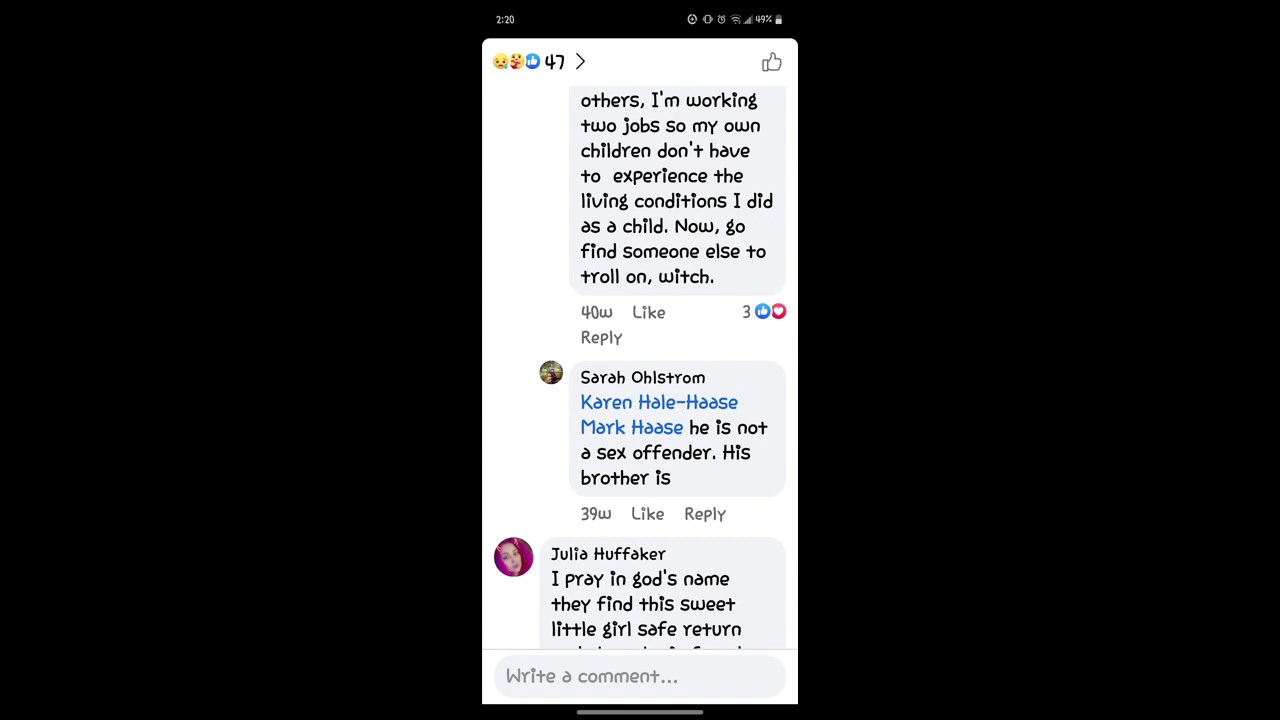 2:20
49%
47
others, I'm working
two jobs so my own
children don't have
to  experience the
living conditions I did
as a child. Now, go
find someone else to
troll on, witch.
40w Like 3
Reply
Sarah Ohlstrom
Karen Hale-Haase
Mark Haase he is not
a sex offender. His
brother is
39w Like Reply
Julia Huffaker
I pray in god's name
they find this sweet
little girl safe return
Write a comment...